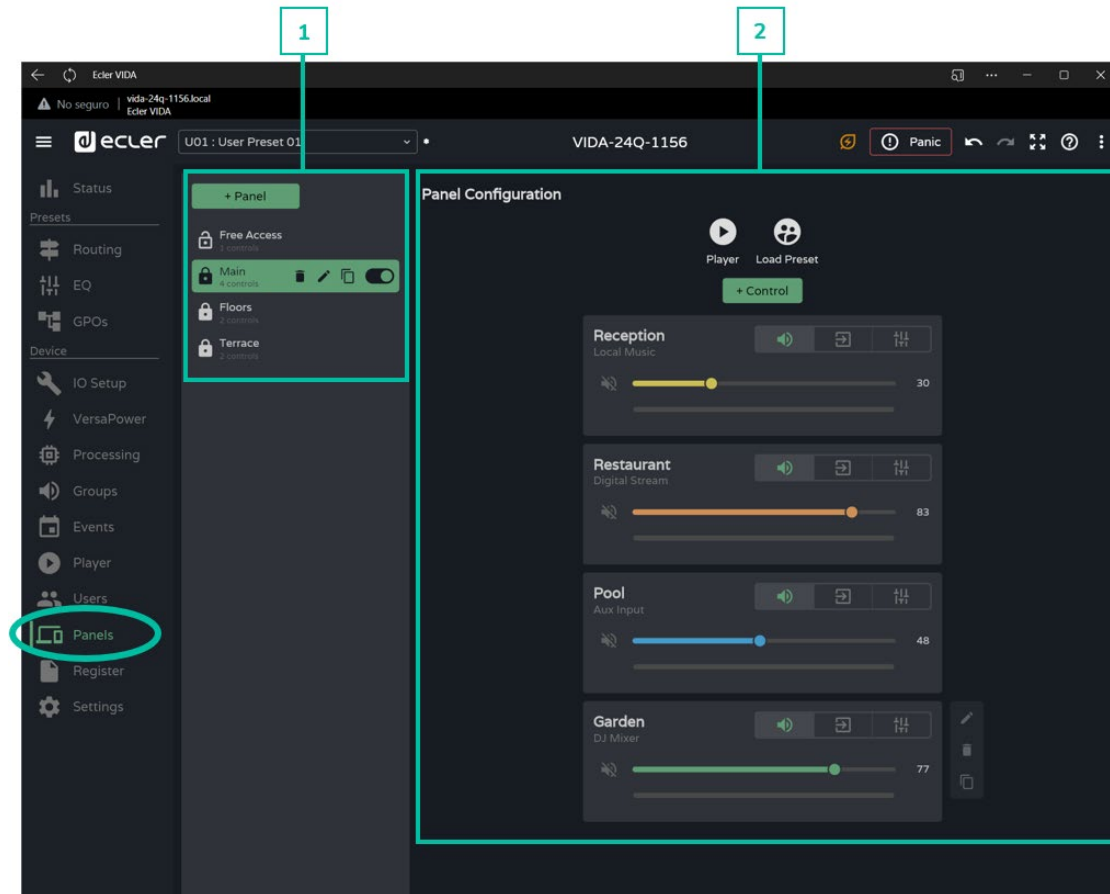 1
2
Ecler VIDA
No seguro
vida-24q-1156.local
Ecler VIDA
ecler
U01 : User Preset 01
VIDA-24Q-1156
Panic
Status
Presets
Routing
EQ
GPOs
Device
IO Setup
VersaPower
Processing
Groups
Events
Player
Users
Panels
Register
Settings
+ Panel
Free Access
1 controls
Main
4 controls
Floors
2 controls
Terrace
2 controls
Panel Configuration
Player
Load Preset
+ Control
Reception
Local Music
30
Restaurant
Digital Stream
83
Pool
Aux Input
48
Garden
DJ Mixer
77